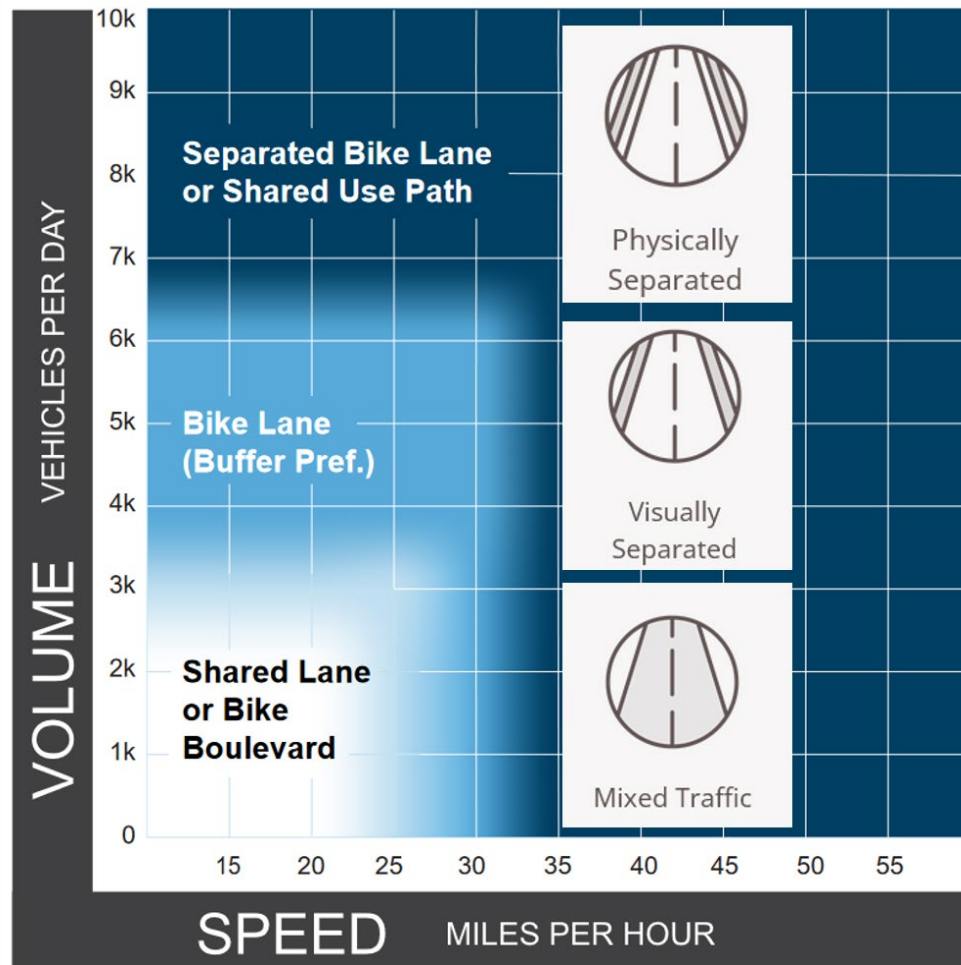 VOLUME VEHICLES PER DAY
10k
9k
8k
7k
6k
5k
4k
3k
2k
1k
0
Separated Bike Lane
or Shared Use Path
Bike Lane
(Buffer Pref.)
Shared Lane
or Bike
Boulevard
Physically
Separated
Visually
Separated
Mixed Traffic
15 20 25 30 35 40 45 50 55
SPEED MILES PER HOUR